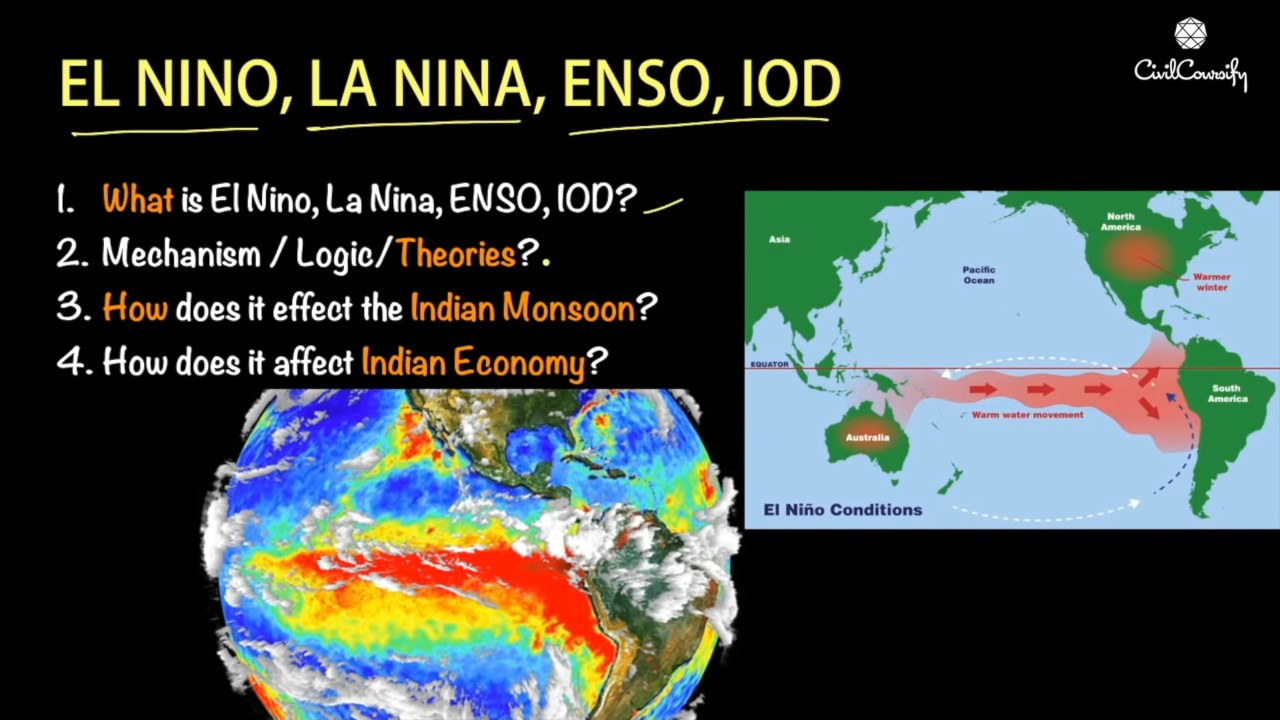 EL NINO, LA NINA, ENSO, IOD
CivilCoursify
1. What is El Nino, La Nina, ENSO, IOD?
2. Mechanism / Logic/Theories?.
3. How does it effect the Indian Monsoon?
4. How does it affect Indian Economy?
Asia
North
America
Pacific
Ocean
Warmer
winter
EQUATOR
South
America
Warm water movement
Australia
El Niño Conditions